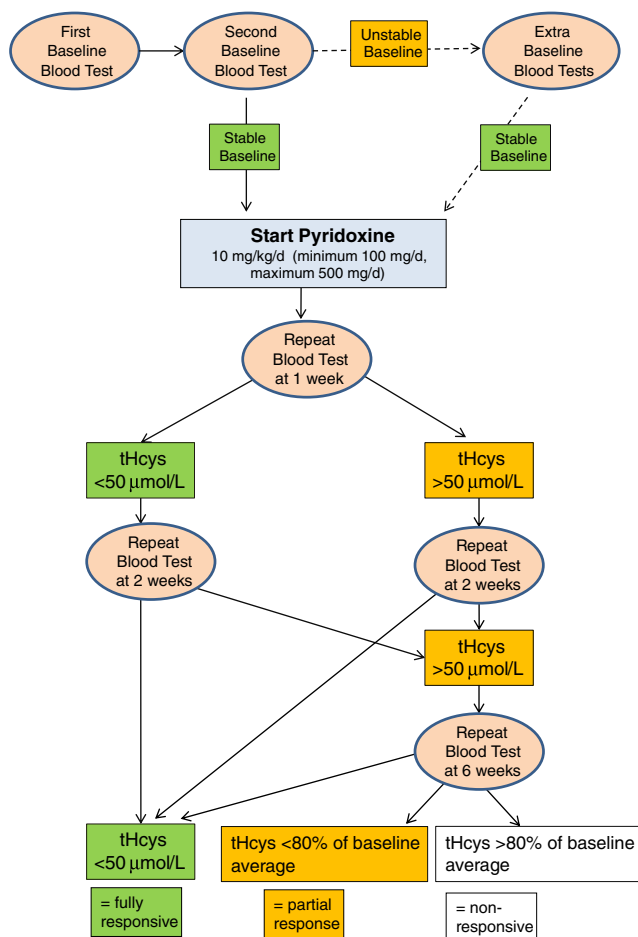 First
Baseline
Blood Test
Second
Baseline
Blood Test
Unstable
Baseline
Extra
Baseline
Blood Tests
Stable
Baseline
Stable
Baseline
Start Pyridoxine
10 mg/kg/d (minimum 100 mg/d,
maximum 500 mg/d)
Repeat
Blood Test
at 1 week
tHcys
<50 μmol/L
tHcys
>50 μmol/L
Repeat
Blood Test
at 2 weeks
Repeat
Blood Test
at 2 weeks
tHcys
>50 μmol/L
Repeat
Blood Test
at 6 weeks
tHcys
<50 μmol/L
tHcys <80% of baseline
average
tHcys >80% of baseline
average
= fully
responsive
= partial
response
= non-
responsive